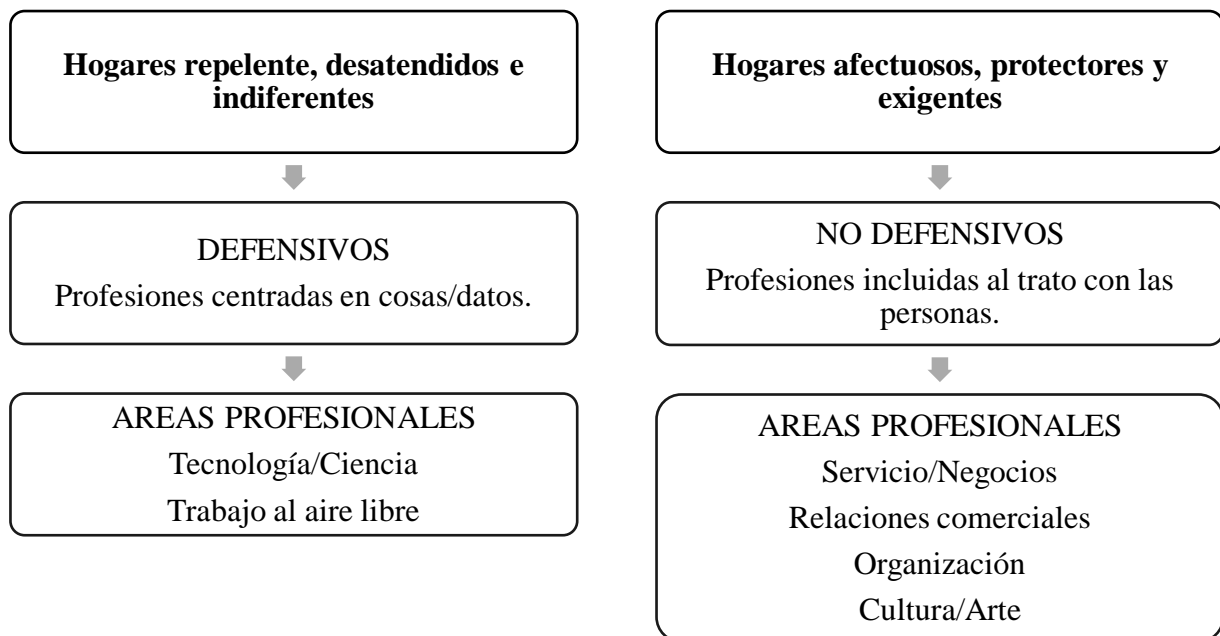 Hogares repelente, desatendidos e
indiferentes
DEFENSIVOS
Profesiones centradas en cosas/datos.
AREAS PROFESIONALES
Tecnología/Ciencia
Trabajo al aire libre
Hogares afectuosos, protectores y
exigentes
NO DEFENSIVOS
Profesiones incluidas al trato con las
personas.
AREAS PROFESIONALES
Servicio/Negocios
Relaciones comerciales
Organización
Cultura/Arte